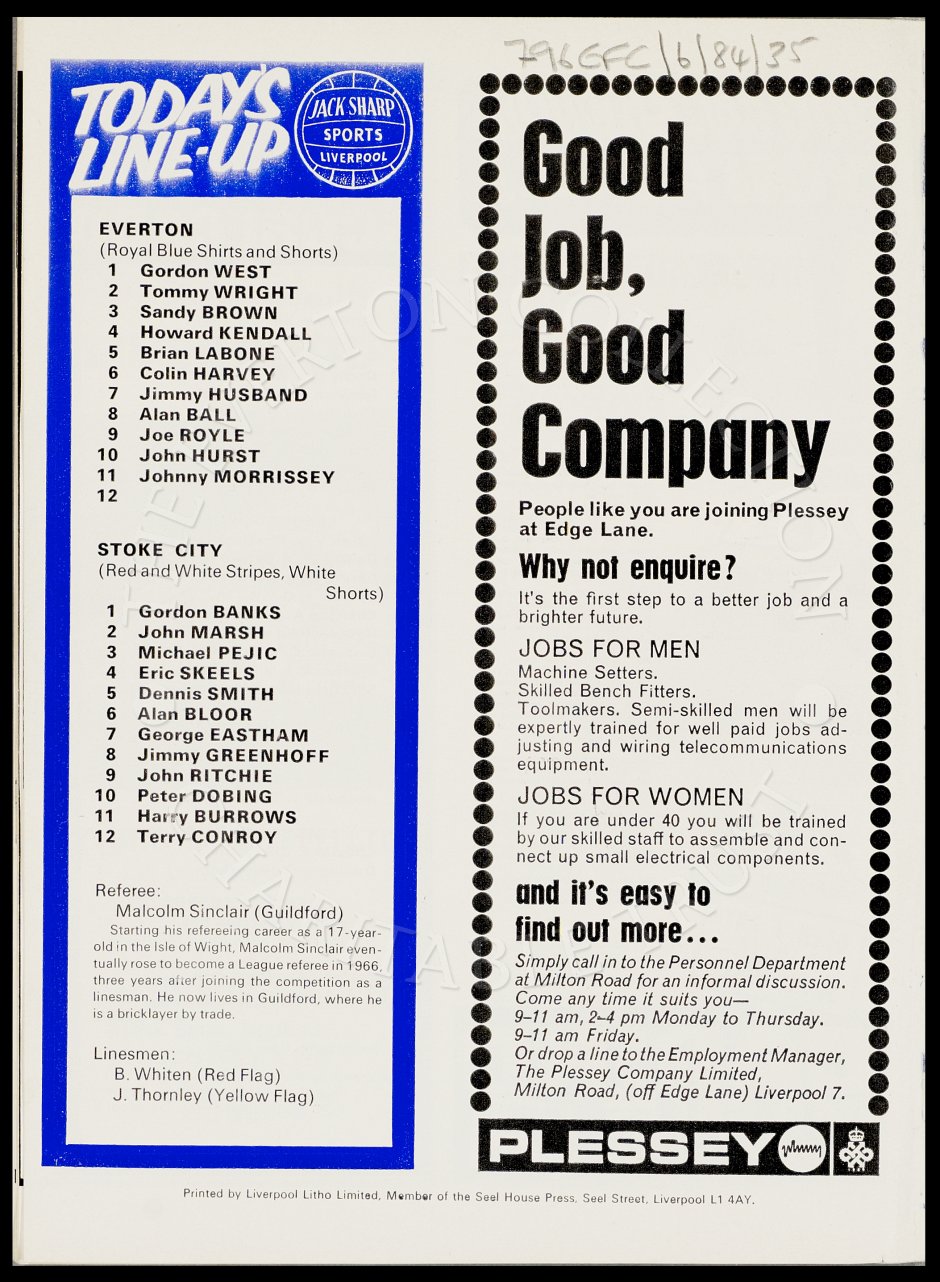 796 EFC/6/84/35
TODAY'S
LINE-UP
JACK SHARP
SPORTS
LIVERPOOL
EVERTON
(Royal Blue Shirts and Shorts)
1 Gordon WEST
2 Tommy WRIGHT
3 Sandy BROWN
4 Howard KENDALL
5 Brian LABONE
6 Colin HARVEY
7 Jimmy HUSBAND
8 Alan BALL
9 Joe ROYLE
10 John HURST
11 Johnny MORRISSEY
12
STOKE CITY
(Red and White Stripes, White
Shorts)
1 Gordon BANKS
2 John MARSH
3 Michael PEJIC
4 Eric SKEELS
5 Dennis SMITH
6 Alan BLOOR
7 George EASTHAM
8 Jimmy GREENHOFF
9 John RITCHIE
10 Peter DOBING
11 Harry BURROWS
12 Terry CONROY
Referee:
Malcolm Sinclair (Guildford)
Starting his refereeing career as a 17-year-
old in the Isle of Wight, Malcolm Sinclair even-
tually rose to become a League referee in 1966,
three years after joining the competition as a
linesman. He now lives in Guildford, where he
is a bricklayer by trade.
Linesmen:
B. Whiten (Red Flag)
J. Thornley (Yellow Flag)
Good
Job,
Good
Company
People like you are joining Plessey
at Edge Lane.
Why not enquire?
It's the first step to a better job and a
brighter future.
JOBS FOR MEN
Machine Setters.
Skilled Bench Fitters.
Toolmakers. Semi-skilled men will be
expertly trained for well paid jobs ad-
justing and wiring telecommunications
equipment.
JOBS FOR WOMEN
If you are under 40 you will be trained
by our skilled staff to assemble and con-
nect up small electrical components.
and it's easy to
find out more...
Simply call in to the Personnel Department
at Milton Road for an informal discussion.
Come any time it suits you—
9–11 am, 2–4 pm Monday to Thursday.
9–11 am Friday.
Or drop a line to the Employment Manager,
The Plessey Company Limited,
Milton Road, (off Edge Lane) Liverpool 7.
PLESSEY
Printed by Liverpool Litho Limited, Member of the Seel House Press, Seel Street, Liverpool L1 4AY.
THE EVERTON COLLECTION
CHARITABLE TRUST